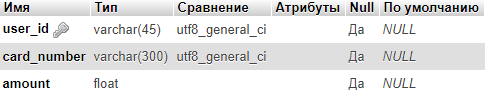 Имя Тип Сравнение Атрибуты Null По умолчанию
user_id varchar(45) utf8_general_ci Да NULL
card_number varchar(300) utf8_general_ci Да NULL
amount float Да NULL